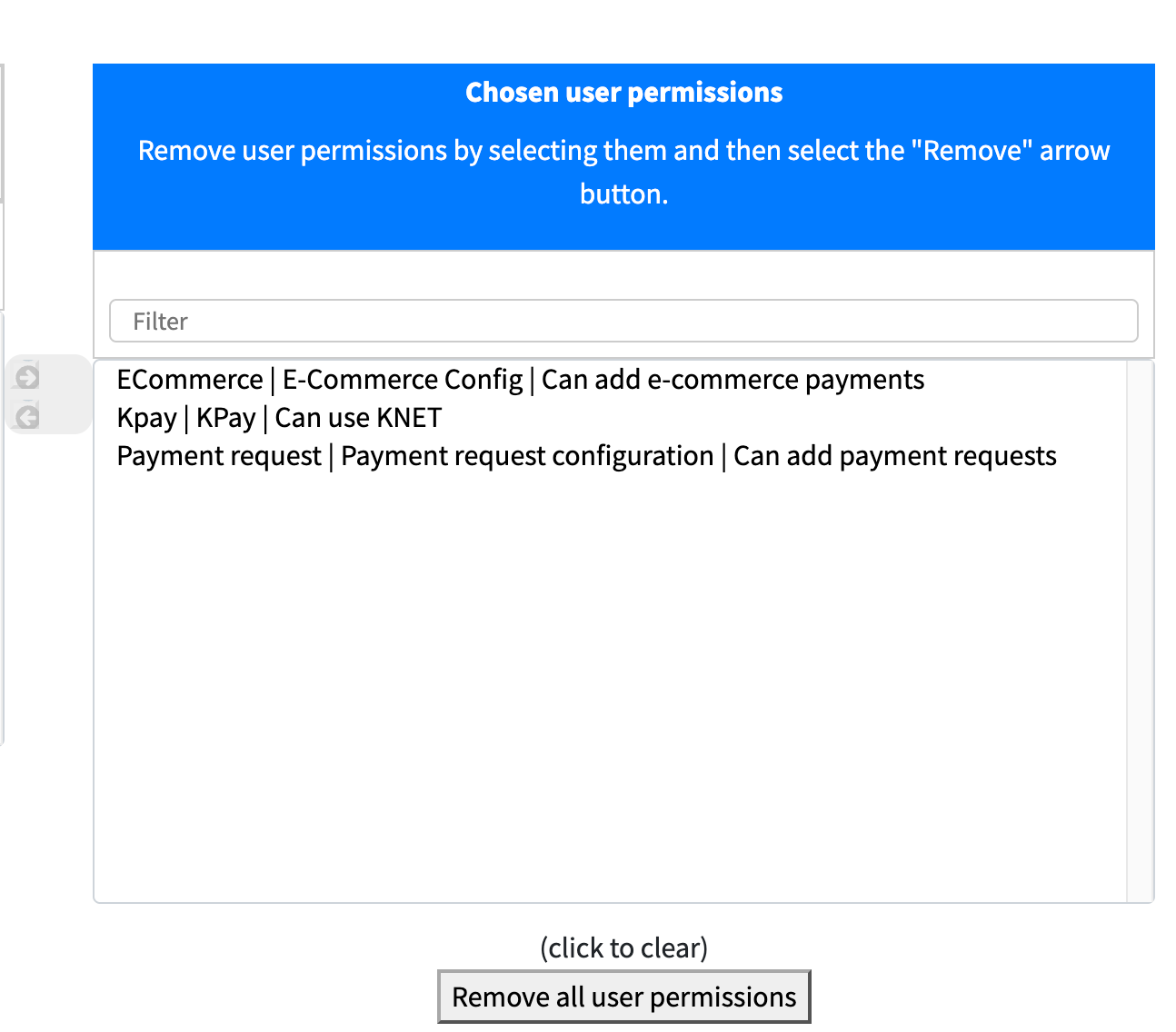 Chosen user permissions
Remove user permissions by selecting them and then select the "Remove" arrow
button.
Filter
ECommerce | E-Commerce Config | Can add e-commerce payments
Kpay | KPay | Can use KNET
Payment request | Payment request configuration | Can add payment requests
(click to clear)
Remove all user permissions